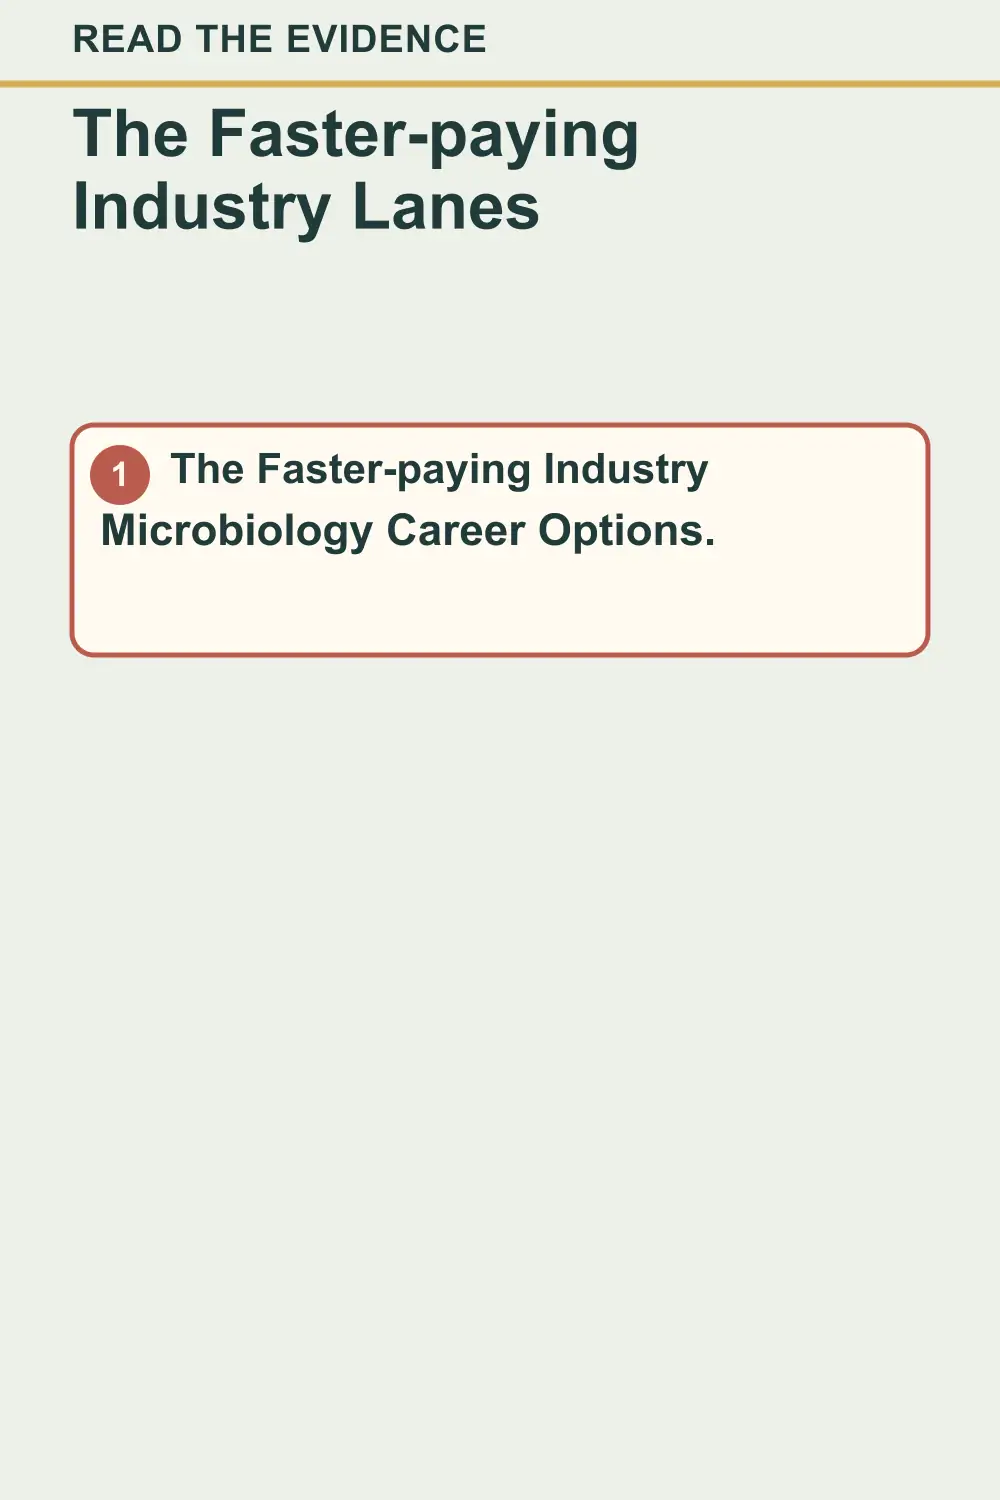 READ THE EVIDENCE
The Faster-paying
Industry Lanes
1 The Faster-paying Industry
Microbiology Career Options.